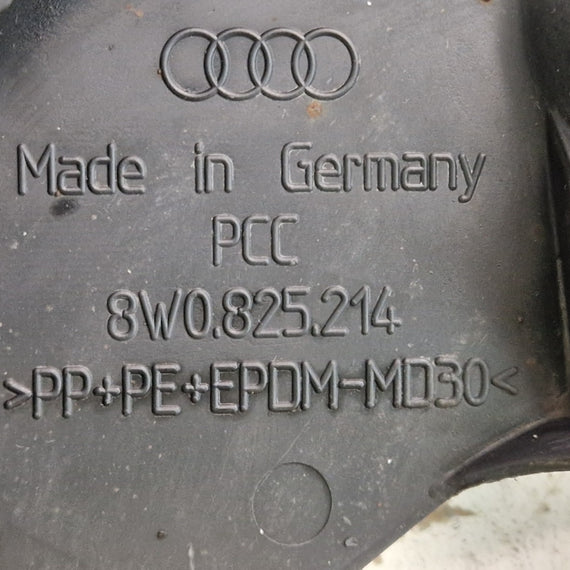 Made in Germany
PCC
8W0.825.214
>PP+PE+EPDM-MD30<